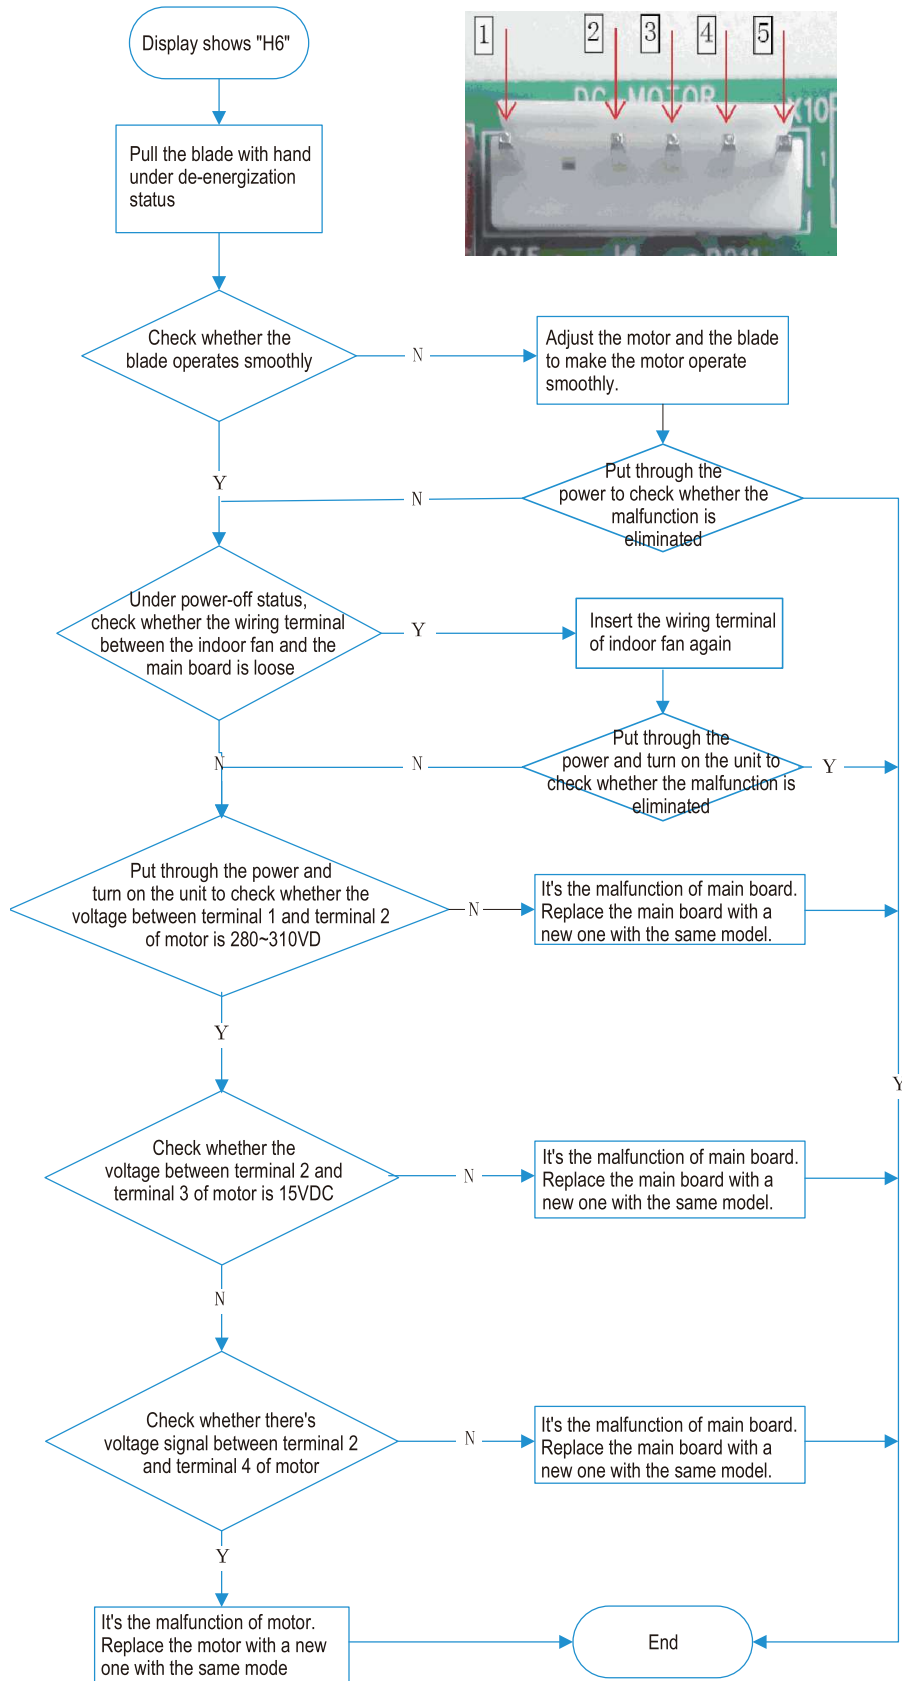 Display shows "H6"
1
2
3
4
5
DC MOTOR
Pull the blade with hand
under de-energization
status
1
Check whether the
blade operates smoothly
N
Adjust the motor and the blade
to make the motor operate
smoothly.
Y
Put through the
power to check whether the
malfunction is
eliminated
N
Under power-off status,
check whether the wiring terminal
between the indoor fan and the
main board is loose
Y
Insert the wiring terminal
of indoor fan again
N
Put through the
power and turn on the unit to
check whether the malfunction is
eliminated
N
Y
Put through the power and
turn on the unit to check whether the
voltage between terminal 1 and terminal 2
of motor is 280~310VD
N
It's the malfunction of main board.
Replace the main board with a
new one with the same model.
Y
Y
Check whether the
voltage between terminal 2 and
terminal 3 of motor is 15VDC
N
It's the malfunction of main board.
Replace the main board with a
new one with the same model.
N
Check whether there's
voltage signal between terminal 2
and terminal 4 of motor
N
It's the malfunction of main board.
Replace the main board with a
new one with the same model.
Y
It's the malfunction of motor.
Replace the motor with a new
one with the same mode
End